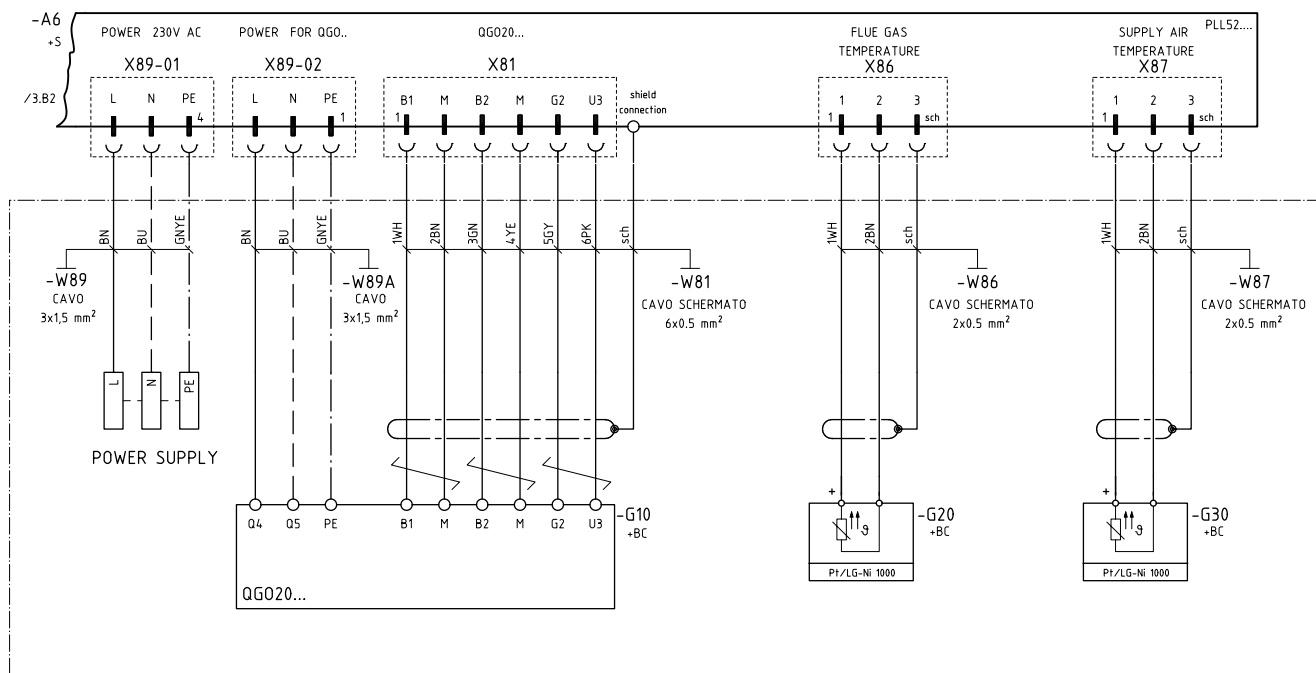 -A6
+S
/3.B2
PLL52....
POWER 230V AC
X89-01
L N PE
4
POWER FOR QGO..
X89-02
L N PE
1
QGO20...
X81
B1 M B2 M G2 U3
1
shield
connection
FLUE GAS
TEMPERATURE
X86
1 2 3
1 sch
SUPPLY AIR
TEMPERATURE
X87
1 2 3
1 sch
BN BU GNYE
BN BU GNYE
1WH 2BN 3GN 4YE 5GY 6PK sch
1WH 2BN sch
1WH 2BN sch
-W89
CAVO
3x1,5 mm²
-W89A
CAVO
3x1,5 mm²
-W81
CAVO SCHERMATO
6x0.5 mm²
-W86
CAVO SCHERMATO
2x0.5 mm²
-W87
CAVO SCHERMATO
2x0.5 mm²
L N PE
POWER SUPPLY
Q4 Q5 PE B1 M B2 M G2 U3
-G10
+BC
QGO20...
+
ϑ
-G20
+BC
Pt/LG-Ni 1000
+
ϑ
-G30
+BC
Pt/LG-Ni 1000